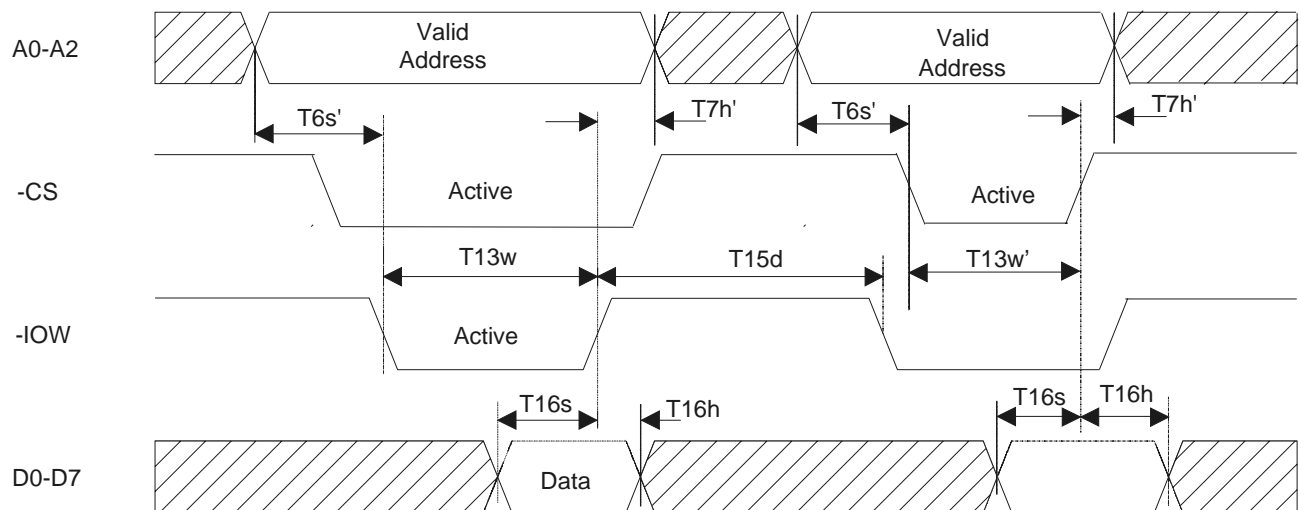 A0-A2
Valid
Address
Valid
Address
T6s'
T7h'
T6s'
T7h'
-CS
Active
Active
T13w
T15d
T13w’
-IOW
Active
T16s
T16h
T16s
T16h
D0-D7
Data